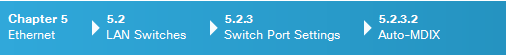 Chapter 5
Ethernet
5.2
LAN Switches
5.2.3
Switch Port Settings
5.2.3.2
Auto-MDIX